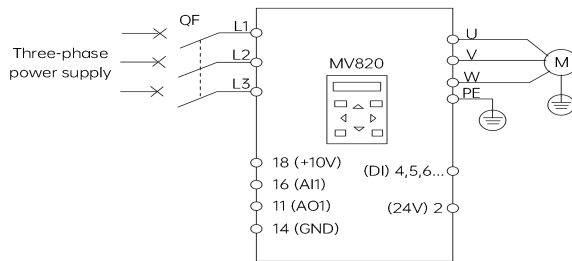 QF
L1
L2
L3
Three-phase
power supply
MV820
U
V
W
PE
M
18 (+10V)
16 (AI1)
11 (AO1)
14 (GND)
(DI) 4,5,6...
(24V) 2